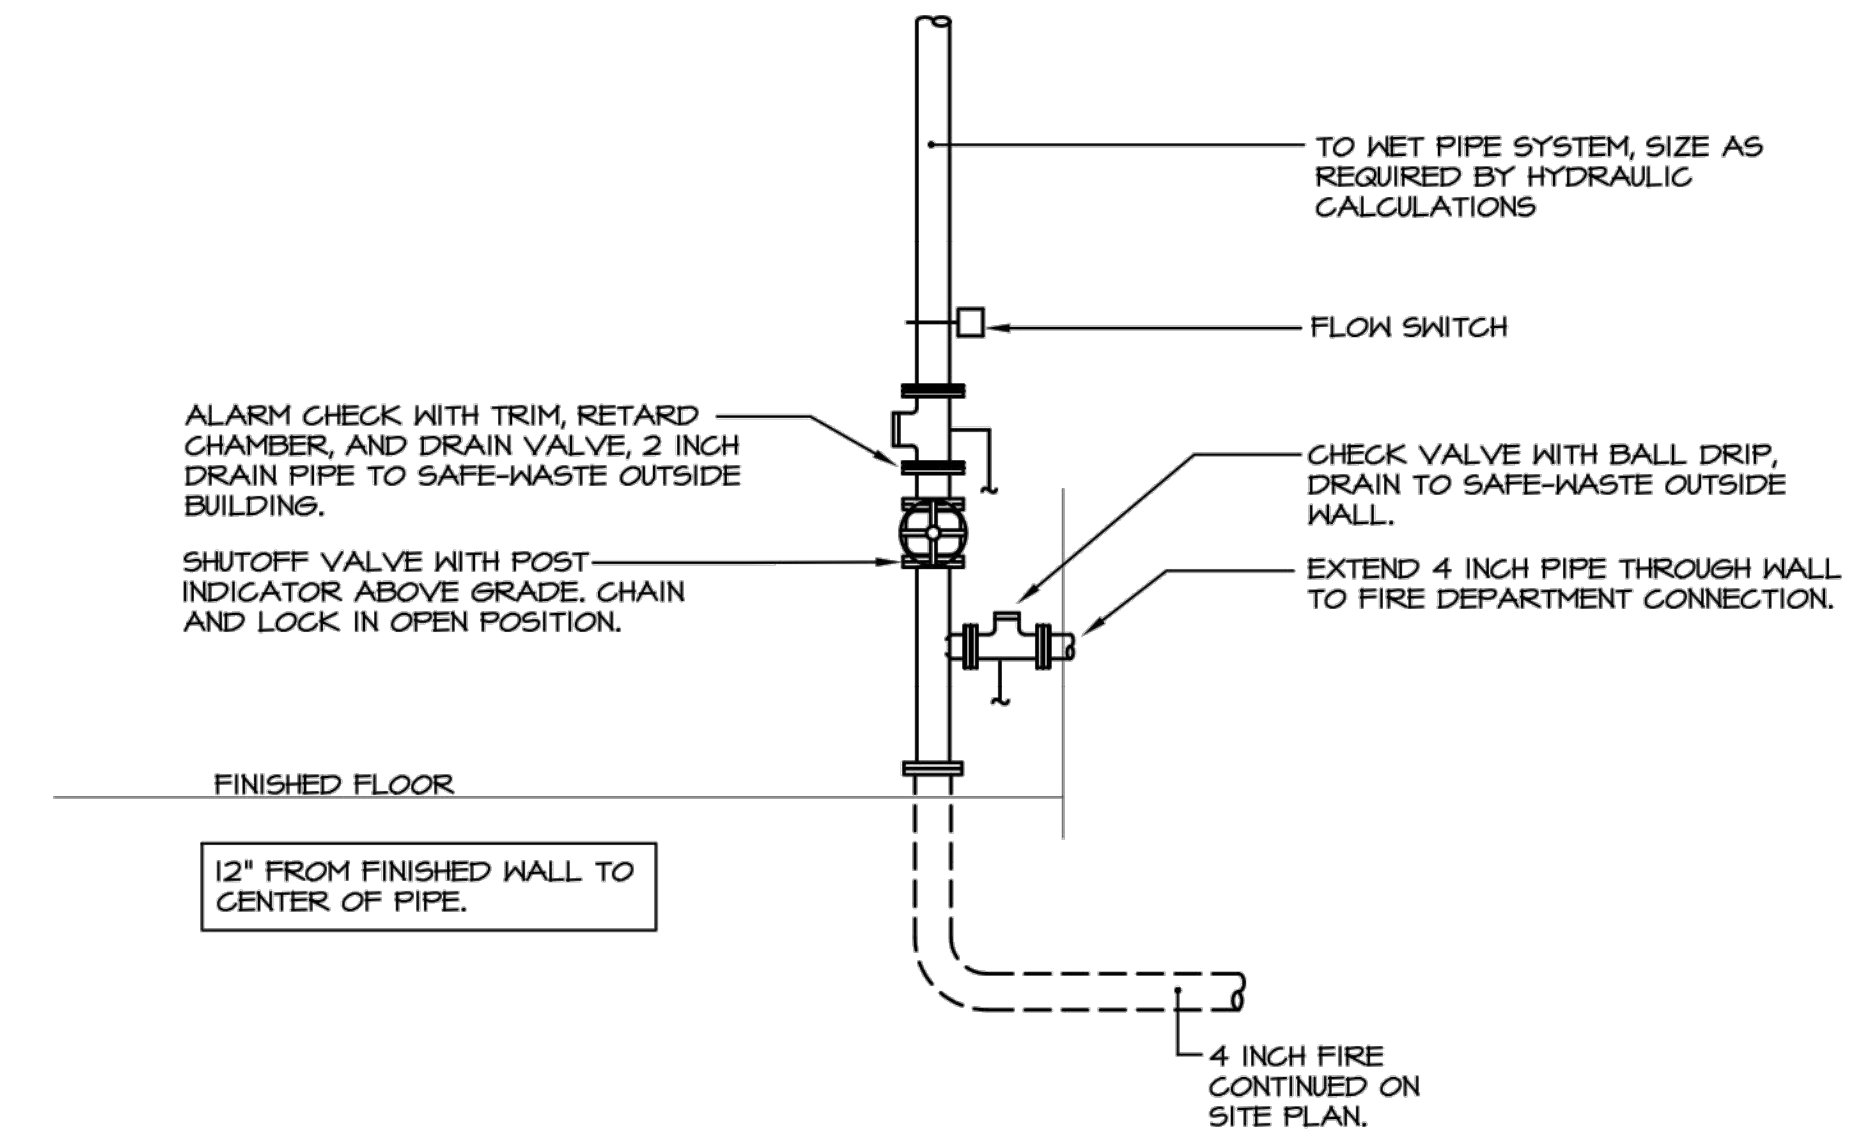 TO WET PIPE SYSTEM, SIZE AS
REQUIRED BY HYDRAULIC
CALCULATIONS
FLOW SWITCH
ALARM CHECK WITH TRIM, RETARD
CHAMBER, AND DRAIN VALVE, 2 INCH
DRAIN PIPE TO SAFE-WASTE OUTSIDE
BUILDING.
CHECK VALVE WITH BALL DRIP,
DRAIN TO SAFE-WASTE OUTSIDE
WALL.
SHUTOFF VALVE WITH POST
INDICATOR ABOVE GRADE. CHAIN
AND LOCK IN OPEN POSITION.
EXTEND 4 INCH PIPE THROUGH WALL
TO FIRE DEPARTMENT CONNECTION.
FINISHED FLOOR
12" FROM FINISHED WALL TO
CENTER OF PIPE.
4 INCH FIRE
CONTINUED ON
SITE PLAN.